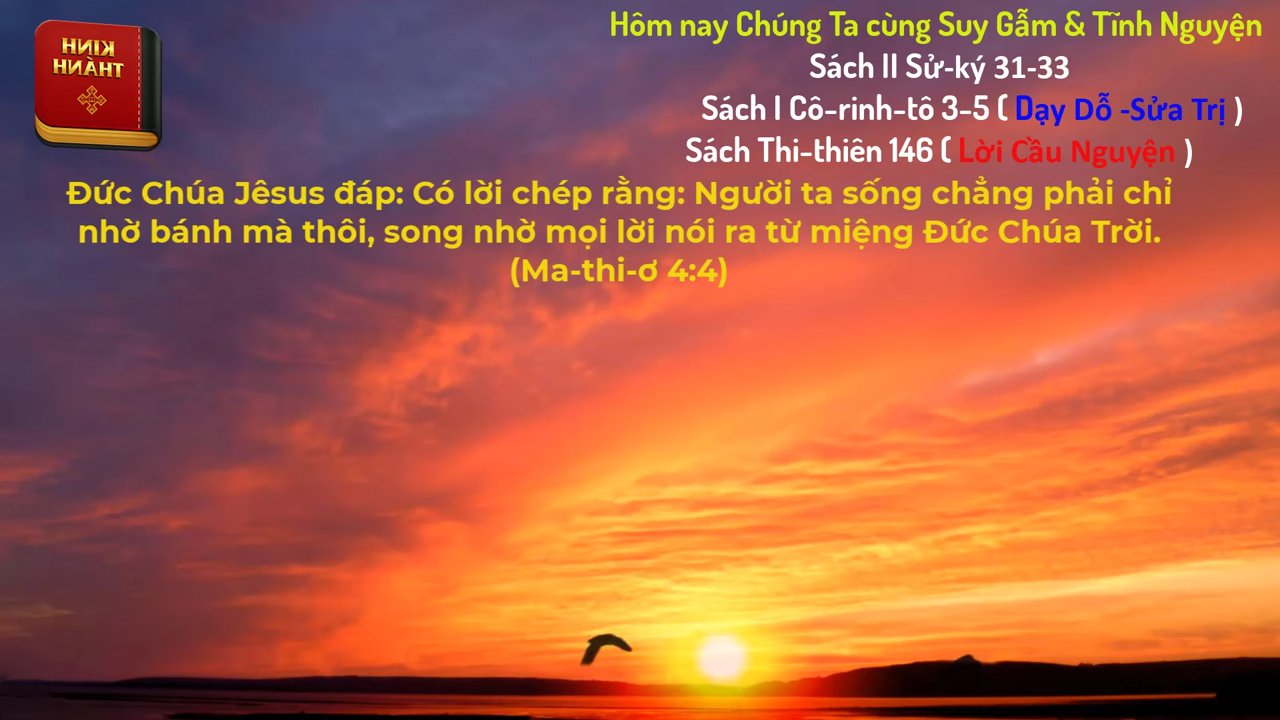 KINH
THÀNH
Hôm nay Chúng Ta cùng Suy Gẫm & Tĩnh Nguyện
Sách II Sử-ký 31-33
Sách I Cô-rinh-tô 3-5 ( Dạy Dỗ -Sửa Trị )
Sách Thi-thiên 146 ( Lời Cầu Nguyện )
Đức Chúa Jêsus đáp: Có lời chép rằng: Người ta sống chẳng phải chỉ
nhờ bánh mà thôi, song nhờ mọi lời nói ra từ miệng Đức Chúa Trời.
(Ma-thi-ơ 4:4)